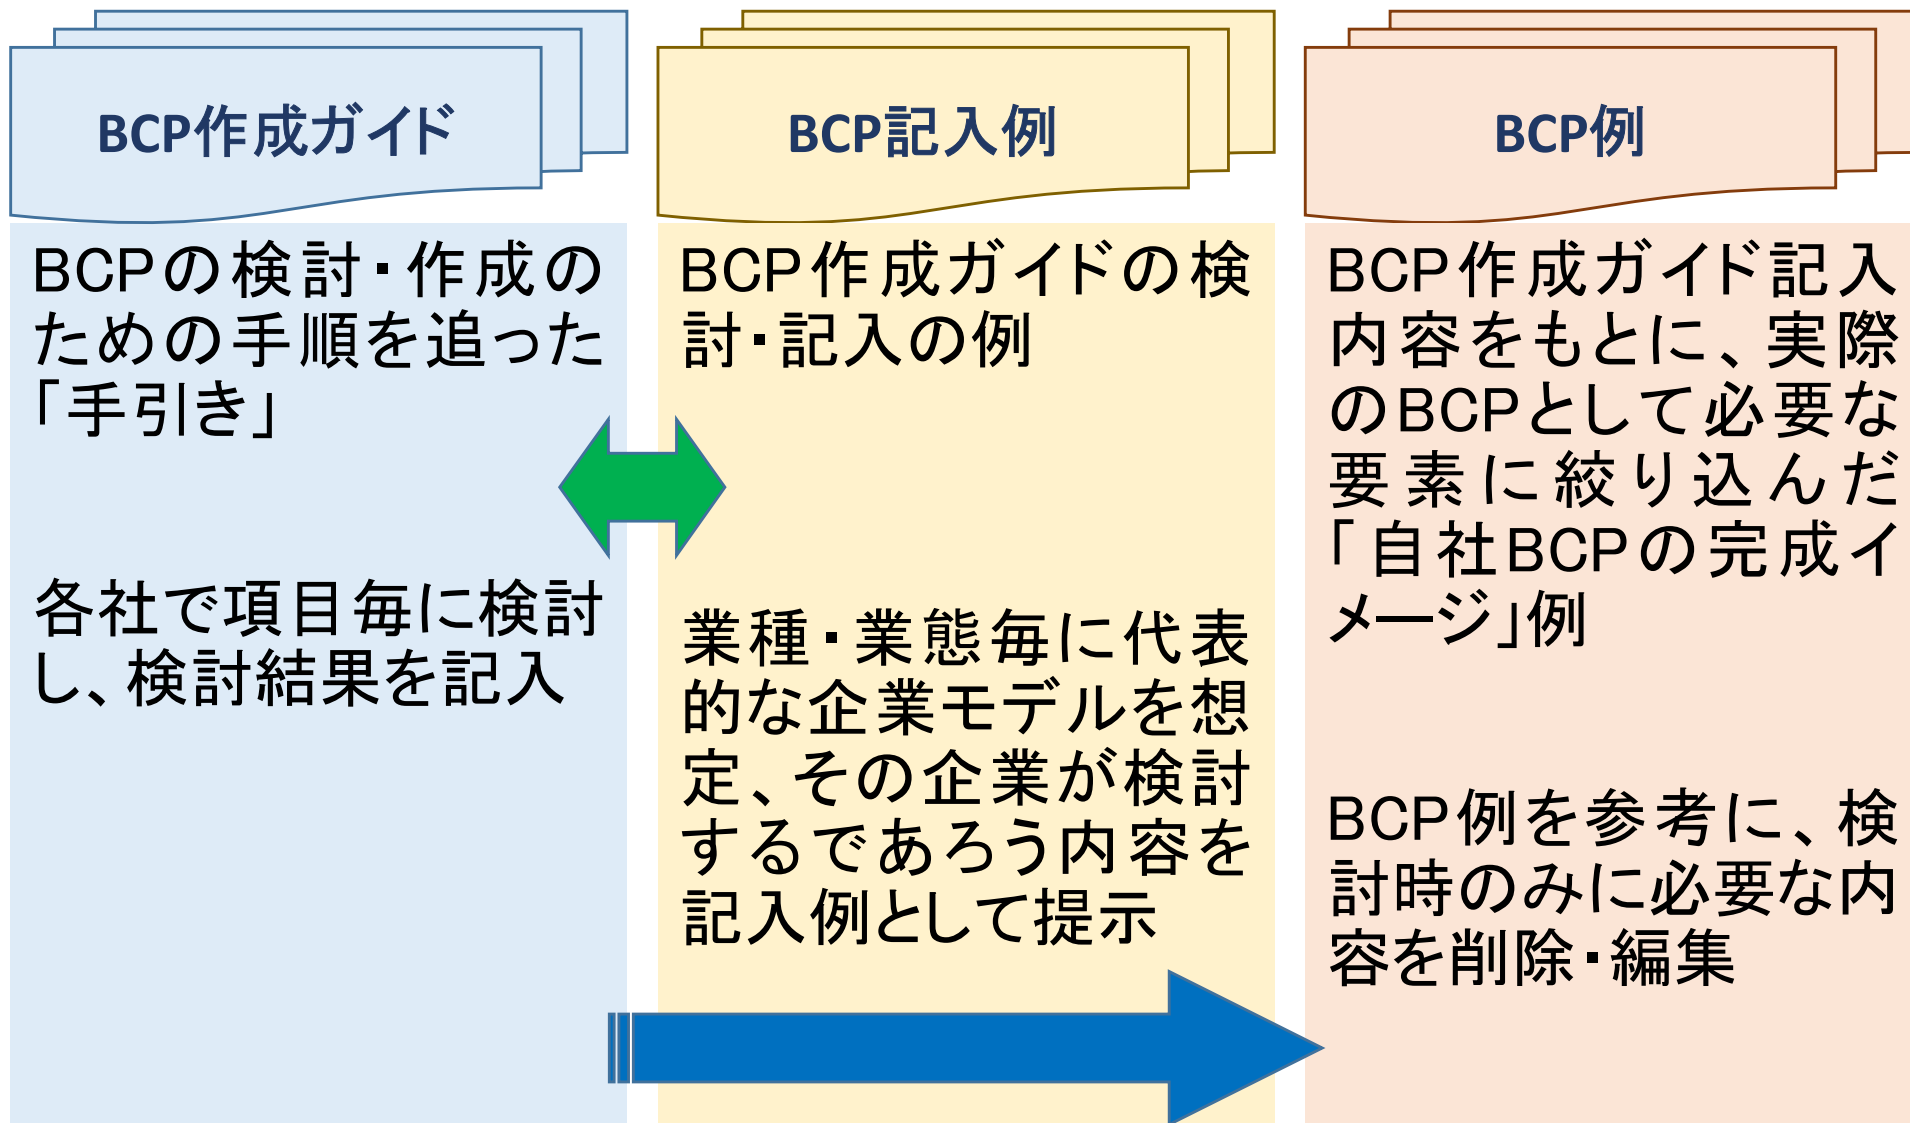 BCP作成ガイド
BCPの検討・作成の
ための手順を追った
「手引き」
各社で項目毎に検討
し、検討結果を記入
BCP記入例
BCP作成ガイドの検
討・記入の例
業種・業態毎に代表
的な企業モデルを想
定、その企業が検討
するであろう内容を
記入例として提示
BCP例
BCP作成ガイド記入
内容をもとに、実際
のBCPとして必要な
要素に絞り込んだ
「自社BCPの完成イ
メージ」例
BCP例を参考に、検
討時のみに必要な内
容を削除・編集